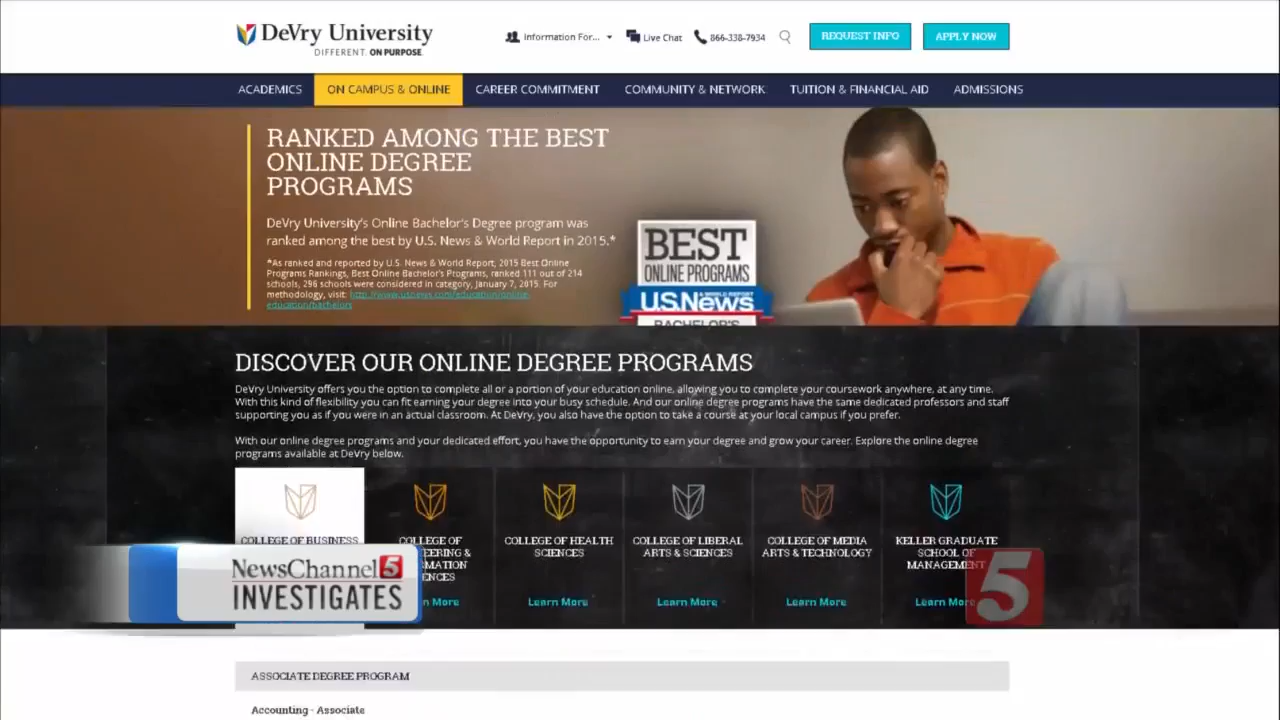 DeVry University
DIFFERENT. ON PURPOSE.
Information For...
Live Chat
866-338-7934
REQUEST INFO
APPLY NOW
ACADEMICS
ON CAMPUS & ONLINE
CAREER COMMITMENT
COMMUNITY & NETWORK
TUITION & FINANCIAL AID
ADMISSIONS
RANKED AMONG THE BEST
ONLINE DEGREE
PROGRAMS
DeVry University's Online Bachelor's Degree program was
ranked among the best by U.S. News & World Report in 2015.*
*As ranked and reported by U.S. News & World Report, 2015 Best Online
Programs Rankings, Best Online Bachelor's Programs, ranked 111 out of 214
schools, 296 schools were considered in category, January 7, 2015. For
methodology, visit: http://www.usnews.com/education/online-
education/bachelors
BEST
ONLINE PROGRAMS
U.S.News
& WORLD REPORT
BACHELOR'S
DISCOVER OUR ONLINE DEGREE PROGRAMS
DeVry University offers you the option to complete all or a portion of your education online, allowing you to complete your coursework anywhere, at any time.
With this kind of flexibility you can fit earning your degree into your busy schedule. And our online degree programs have the same dedicated professors and staff
supporting you as if you were in an actual classroom. At DeVry, you also have the option to take a course at your local campus if you prefer.
With our online degree programs and your dedicated effort, you have the opportunity to earn your degree and grow your career. Explore the online degree
programs available at DeVry below.
COLLEGE OF BUSINESS
COLLEGE OF
EERING &
MATION
ENCES
n More
COLLEGE OF HEALTH
SCIENCES
Learn More
COLLEGE OF LIBERAL
ARTS & SCIENCES
Learn More
COLLEGE OF MEDIA
ARTS & TECHNOLOGY
Learn More
KELLER GRADUATE
SCHOOL OF
MANAGEMENT
Learn More
NewsChannel 5
INVESTIGATES
5
ASSOCIATE DEGREE PROGRAM
Accounting - Associate